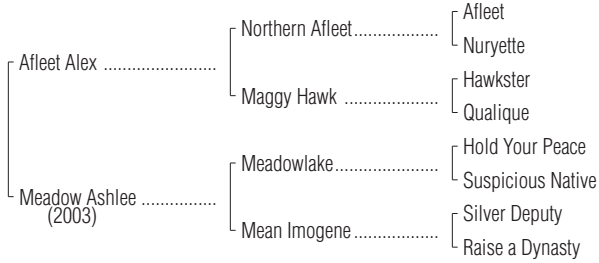 Afleet
Northern Afleet..................
Nuryette
Afleet Alex ........................
Hawkster
Maggy Hawk ....................
Qualique
Hold Your Peace
Meadowlake......................
Suspicious Native
Meadow Ashlee ................
(2003)
Silver Deputy
Mean Imogene..................
Raise a Dynasty